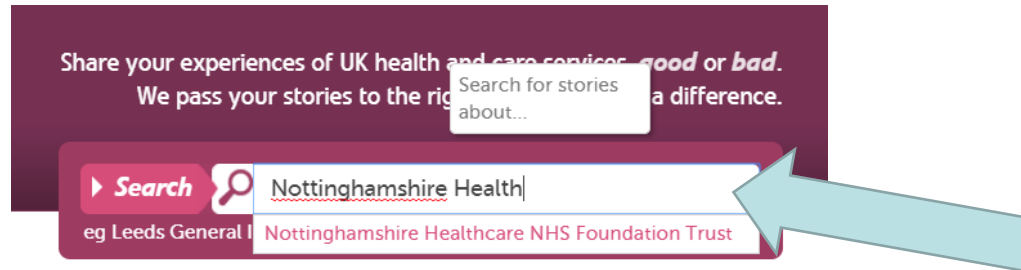 Share your experiences of UK health and care services, good or bad.
We pass your stories to the rig a difference.
Search for stories
about...
Search Nottinghamshire Health
eg Leeds General I
Nottinghamshire Healthcare NHS Foundation Trust